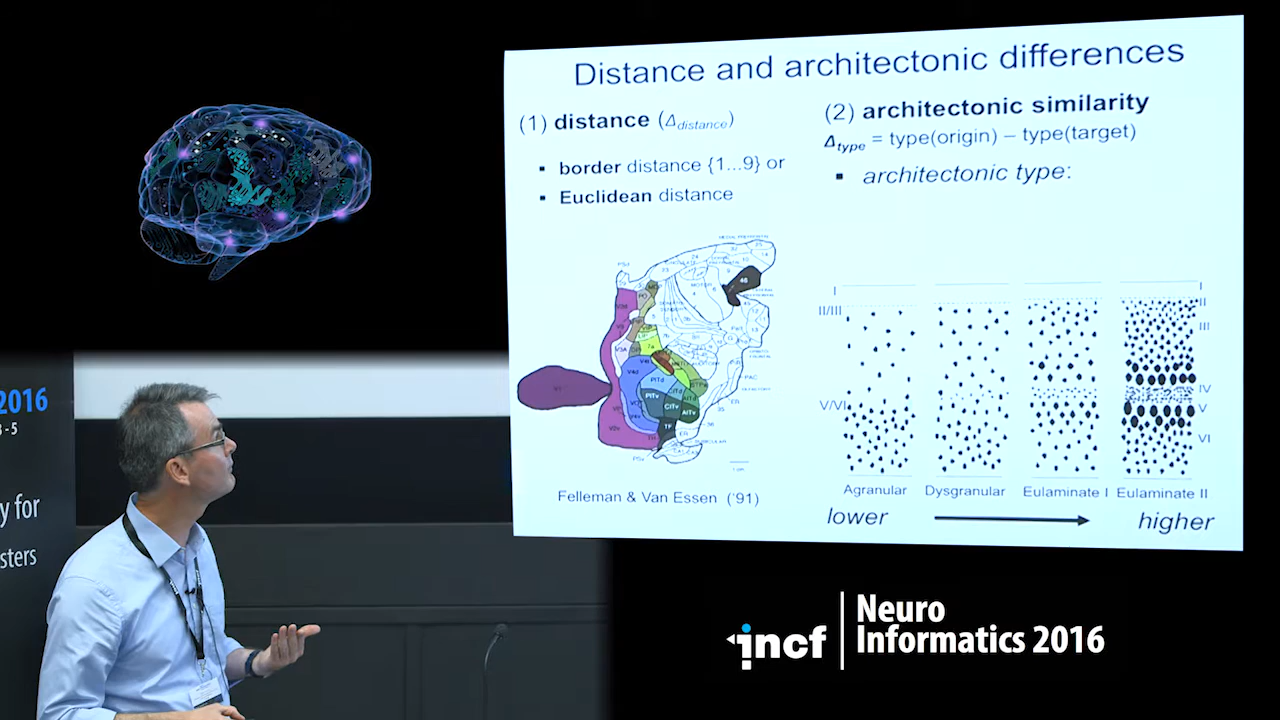 Distance and architectonic differences
(1) distance (Δdistance)
▪ border distance {1...9} or
▪ Euclidean distance
(2) architectonic similarity
Δtype = type(origin) – type(target)
▪ architectonic type:
Felleman & Van Essen ('91)
I
II/III
V/VI
I
II
III
IV
V
VI
Agranular Dysgranular Eulaminate I Eulaminate II
lower higher
2016
y for
sters
incf
Neuro
Informatics 2016